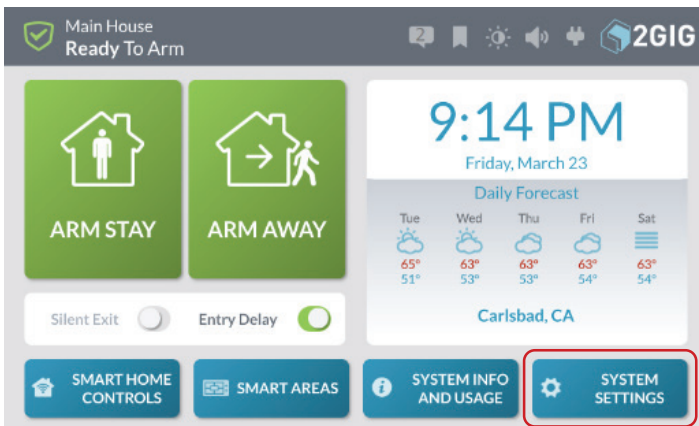 Main House
Ready To Arm
2
2GIG
ARM STAY
ARM AWAY
9:14 PM
Friday, March 23
Daily Forecast
Tue Wed Thu Fri Sat
65° 63° 63° 63° 63°
51° 53° 53° 54° 54°
Carlsbad, CA
Silent Exit
Entry Delay
SMART HOME
CONTROLS
SMART AREAS
SYSTEM INFO
AND USAGE
SYSTEM
SETTINGS